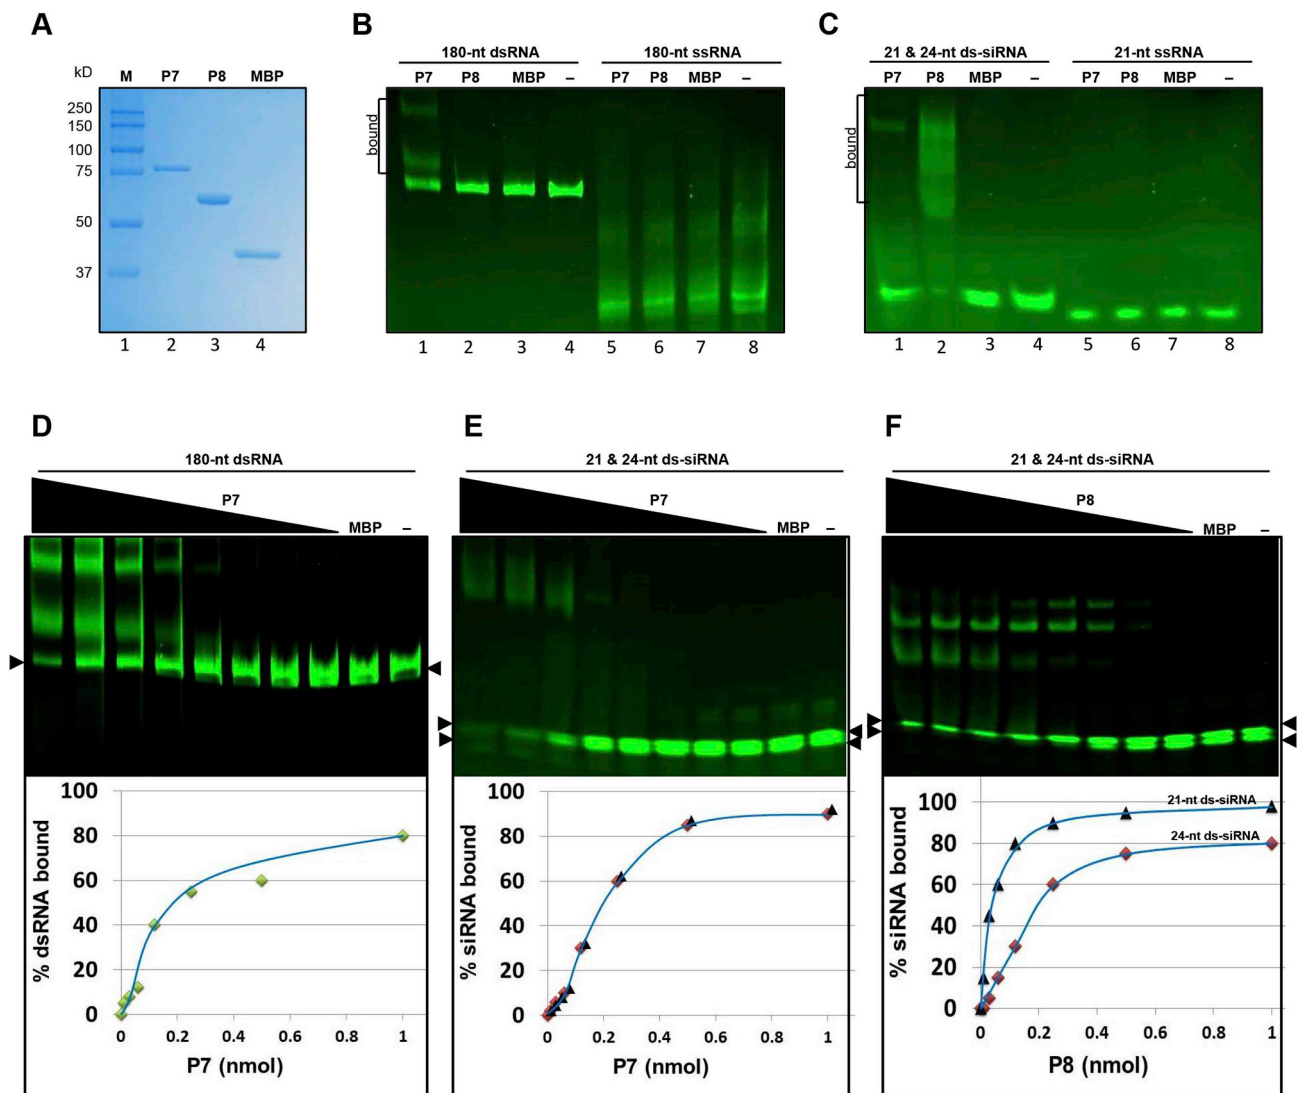 A
kD M P7 P8 MBP
250
150
100
75
50
37
1 2 3 4
B
180-nt dsRNA 180-nt ssRNA
P7 P8 MBP – P7 P8 MBP –
bound
1 2 3 4 5 6 7 8
C
21 & 24-nt ds-siRNA 21-nt ssRNA
P7 P8 MBP – P7 P8 MBP –
bound
1 2 3 4 5 6 7 8
D
180-nt dsRNA
P7
MBP –
100
80
60
40
20
0
% dsRNA bound
0 0.2 0.4 0.6 0.8 1
P7 (nmol)
E
21 & 24-nt ds-siRNA
P7
MBP –
100
80
60
40
20
0
% siRNA bound
0 0.2 0.4 0.6 0.8 1
P7 (nmol)
F
21 & 24-nt ds-siRNA
P8
MBP –
100
80
60
40
20
0
% siRNA bound
21-nt ds-siRNA
24-nt ds-siRNA
0 0.2 0.4 0.6 0.8 1
P8 (nmol)